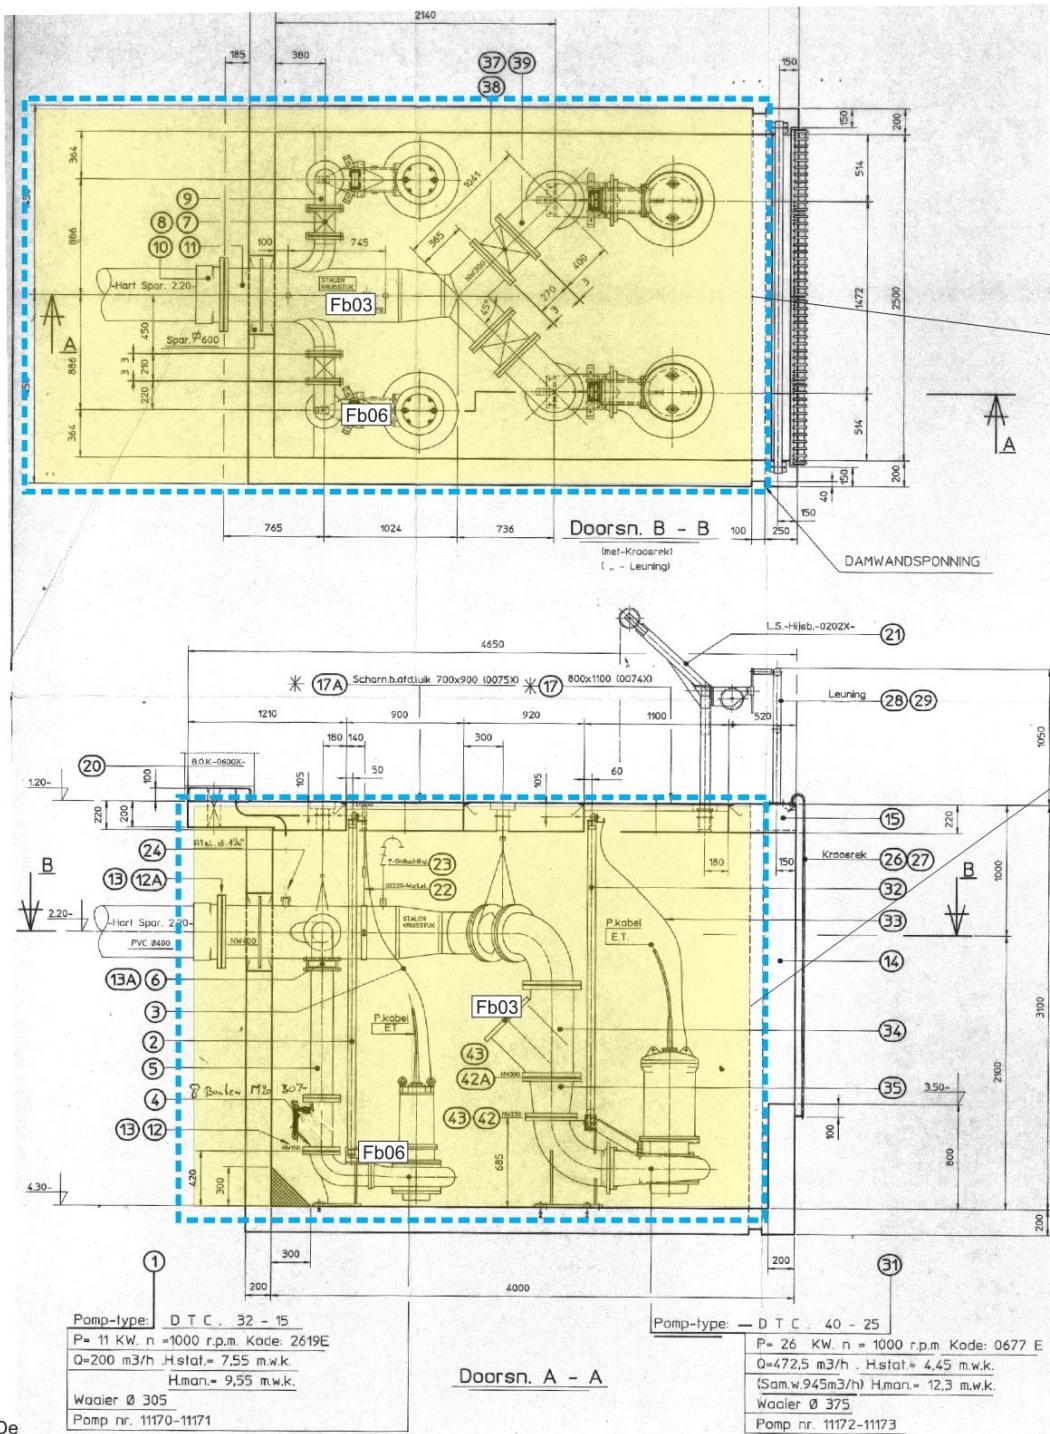 2140
185
380
37 39
38
150
150
200
364
1041
514
9
8 7
10 11
886
100
745
365
NW300
400
270
3
3
45°
STALEN
KRUISSTUK
Fb03
-Hart Spar. 2.20-
Spar. Ø600
A
450
3 3
210
220
886
364
Fb06
1472
2500
514
A
150
200
40
150
765
1024
736
100
250
Doorsn. B - B
(met-Kroosrek)
( „ - Leuning)
DAMWANDSPONNING
L.S.-Hijsb.-0202X-
21
4650
17A
Scharn.b.afd.luik 700x900 (0075X)
17
800x1100 (0074X)
Leuning
28 29
1210
900
920
1100
520
1050
180
140
300
20
B.O.K.-0600X-
100
50
105
105
60
1.20-
220
200
220
15
24
23
22
180
150
Kroosrek
26 27
1000
B
B
13 12A
32
2.20-
-Hart Spar. 2.20-
PVC Ø400
NW400
STALEN
KRUISSTUK
P.kabel
E.T.
33
14
13A 6
3
Fb03
P.kabel
ET
34
3100
2
43
5
42A
NW300
35
2100
4
8 Bouten M20
43 42
NW250
3.50-
13 12
NW150
Fb06
685
100
800
420
300
4.30-
200
1
300
200
31
200
4000
Pomp-type: D T C . 32 - 15
P= 11 KW. n =1000 r.p.m. Kode: 2619E
Q=200 m3/h .H.stat.= 7,55 m.w.k.
H.man.= 9,55 m.w.k.
Waaier Ø 305
Pomp nr. 11170-11171
Doorsn. A - A
Pomp-type: — D T C . 40 - 25
P= 26 KW. n = 1000 r.p.m. Kode: 0677 E
Q=472,5 m3/h . H.stat.= 4,45 m.w.k.
(Sam.w.945m3/h) H.man.= 12,3 m.w.k.
Waaier Ø 375
Pomp nr. 11172-11173
De